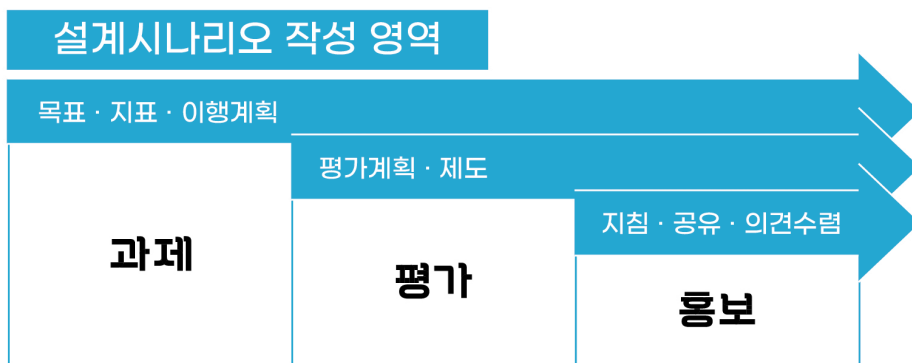 설계시나리오 작성 영역
목표 · 지표 · 이행계획
평가계획 · 제도
지침 · 공유 · 의견수렴
과제
평가
홍보